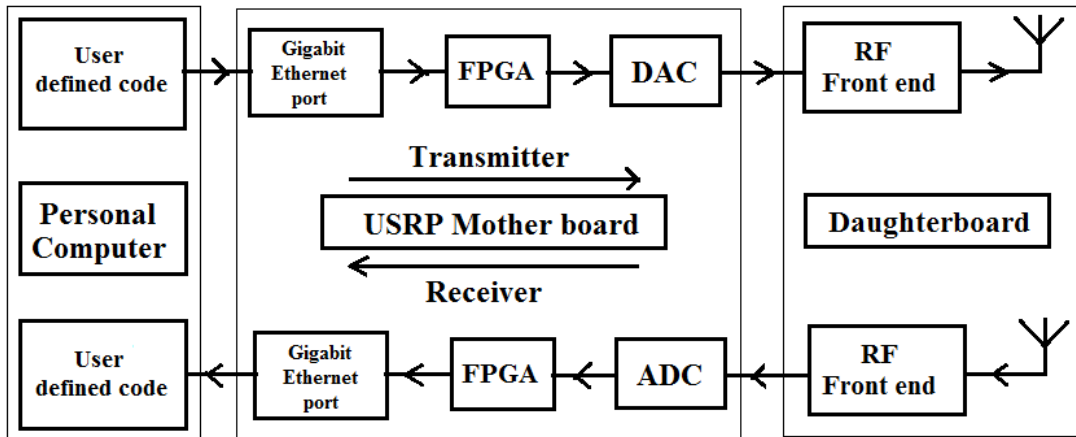 User
defined code
Gigabit
Ethernet
port
FPGA
DAC
RF
Front end
Transmitter
Personal
Computer
USRP Mother board
Daughterboard
Receiver
User
defined code
Gigabit
Ethernet
port
FPGA
ADC
RF
Front end